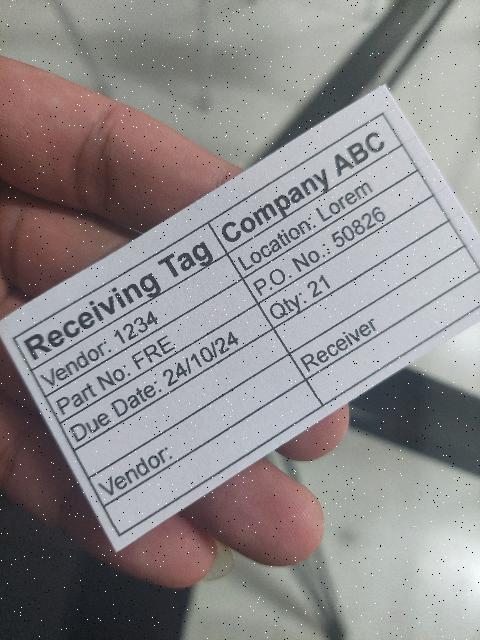 Receiving Tag Company ABC
Vendor: 1234 Location: Lorem
Part No: FRE P.O. No.: 50826
Due Date: 24/10/24 Qty: 21
Vendor: Receiver